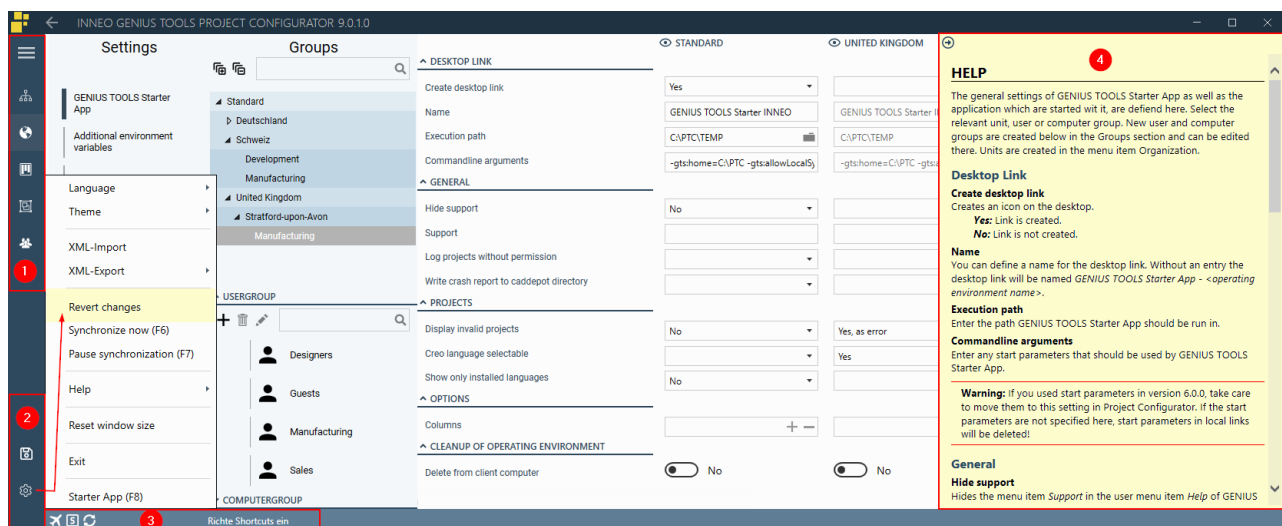 INNEO GENIUS TOOLS PROJECT CONFIGURATOR 9.0.1.0
Settings
GENIUS TOOLS Starter
App
Additional environment
variables
1
2
Language
Theme
XML-Import
XML-Export
Revert changes
Synchronize now (F6)
Pause synchronization (F7)
Help
Reset window size
Exit
Starter App (F8)
Groups
Standard
Deutschland
Schweiz
Development
Manufacturing
United Kingdom
Stratford-upon-Avon
Manufacturing
USERGROUP
Designers
Guests
Manufacturing
Sales
COMPUTERGROUP
STANDARD UNITED KINGDOM
DESKTOP LINK
Create desktop link Yes
Name GENIUS TOOLS Starter INNEO GENIUS TOOLS Starter
Execution path C:\PTC\TEMP C:\PTC\TEMP
Commandline arguments -gts:home=C:\PTC -gts:allowLocalSy -gts:home=C:\PTC -gts:a
GENERAL
Hide support No
Support
Log projects without permission
Write crash report to caddepot directory
PROJECTS
Display invalid projects No Yes, as error
Creo language selectable Yes
Show only installed languages No
OPTIONS
Columns
CLEANUP OF OPERATING ENVIRONMENT
Delete from client computer No No
4
HELP
The general settings of GENIUS TOOLS Starter App as well as the
application which are started wit it, are defiend here. Select the
relevant unit, user or computer group. New user and computer
groups are created below in the Groups section and can be edited
there. Units are created in the menu item Organization.
Desktop Link
Create desktop link
Creates an icon on the desktop.
Yes: Link is created.
No: Link is not created.
Name
You can define a name for the desktop link. Without an entry the
desktop link will be named GENIUS TOOLS Starter App - <operating
environment name>.
Execution path
Enter the path GENIUS TOOLS Starter App should be run in.
Commandline arguments
Enter any start parameters that should be used by GENIUS TOOLS
Starter App.
Warning: If you used start parameters in version 6.0.0, take care
to move them to this setting in Project Configurator. If the start
parameters are not specified here, start parameters in local links
will be deleted!
General
Hide support
Hides the menu item Support in the user menu item Help of GENIUS
S
3
Richte Shortcuts ein